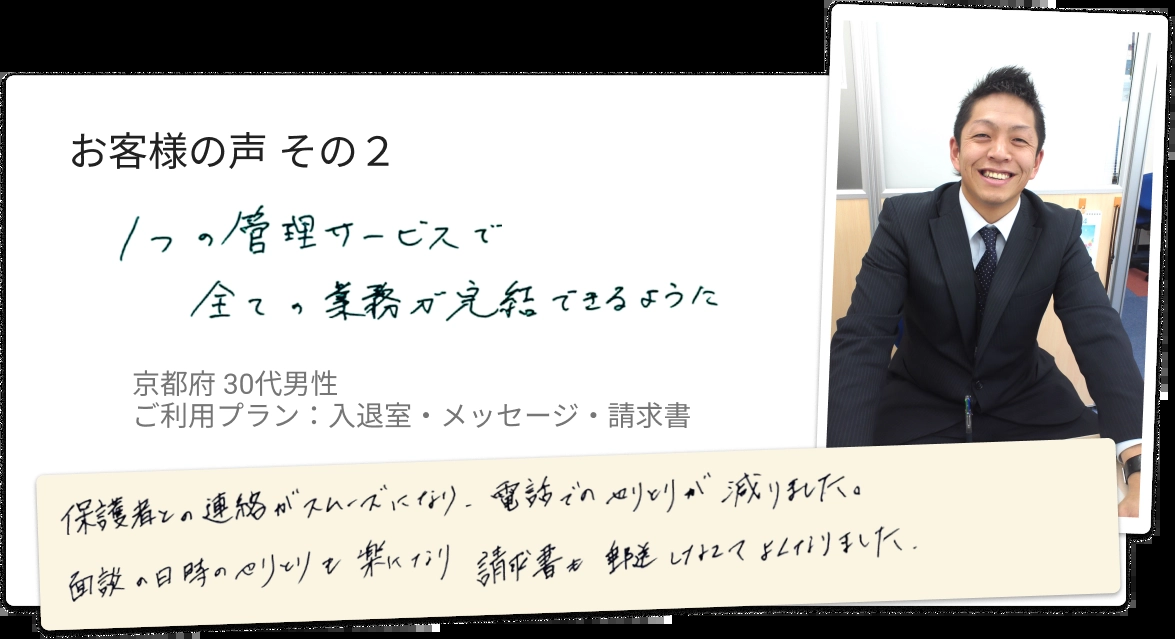 お客様の声 その２
1つの管理サービスで
全ての業務が完結できるように
京都府 30代男性
ご利用プラン：入退室・メッセージ・請求書
保護者との連絡がスムーズになり、電話でのやりとりが減りました。
面談の日時のやりとりも楽になり 請求書も郵送しなくてよくなりました。